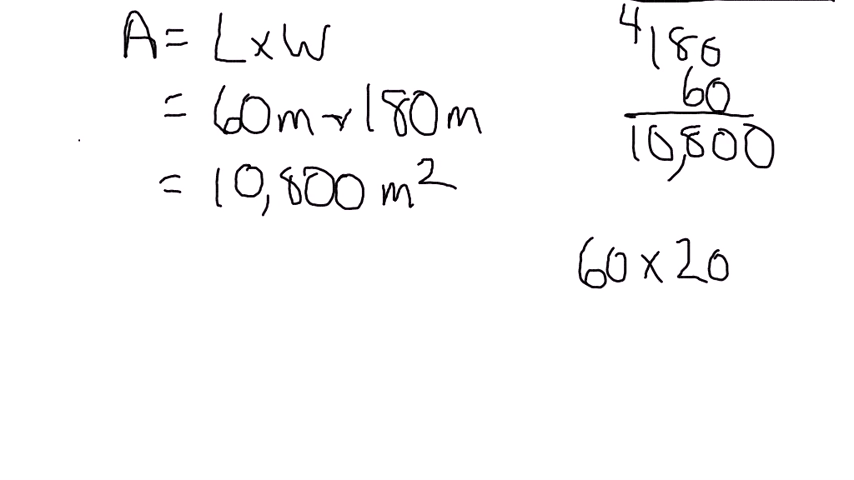 A = L x W
= 60m x 180m
= 10,800 m²
4
180
60
10,800
60 x 20